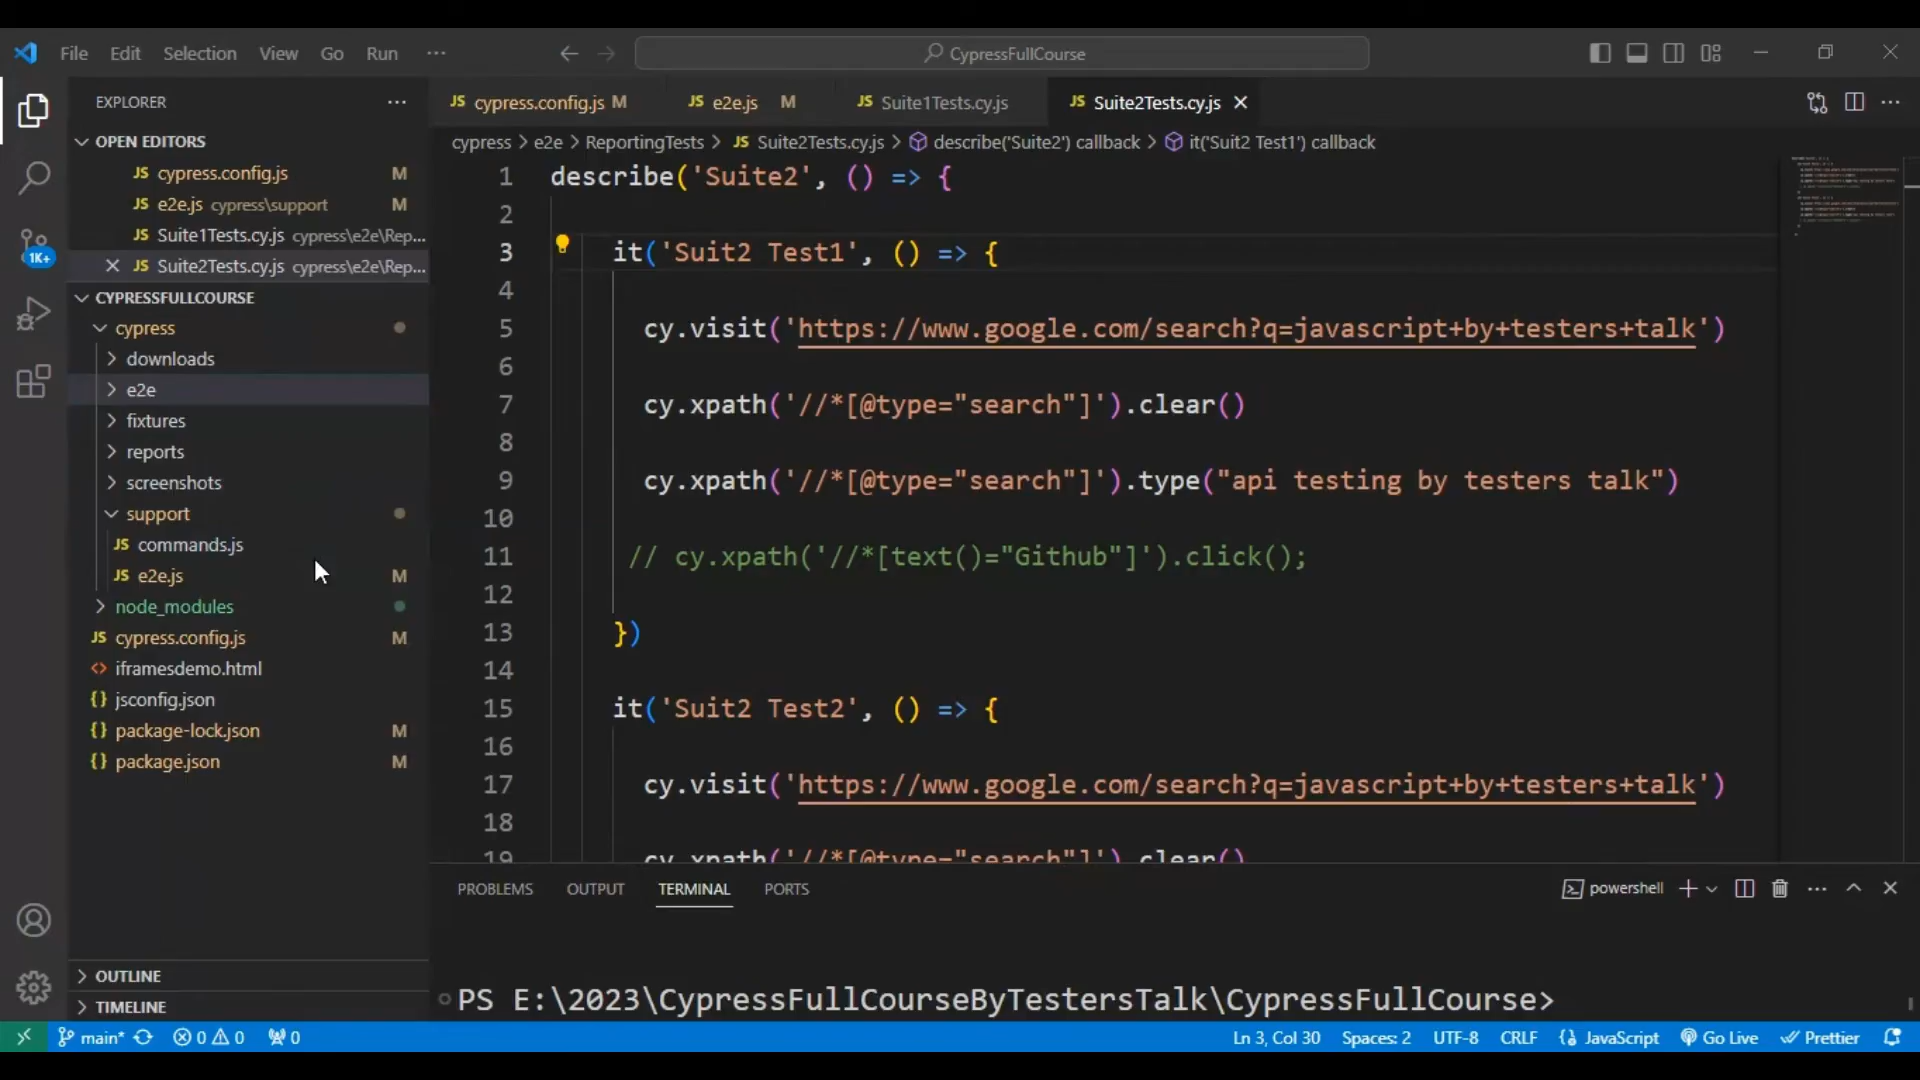 File Edit Selection View Go Run ··· CypressFullCourse
EXPLORER ···
OPEN EDITORS
JS cypress.config.js M
JS e2e.js cypress\support M
JS Suite1Tests.cy.js cypress\e2e\Rep...
JS Suite2Tests.cy.js cypress\e2e\Rep...
1K+
CYPRESSFULLCOURSE
cypress
downloads
e2e
fixtures
reports
screenshots
support
JS commands.js
JS e2e.js M
node_modules
JS cypress.config.js M
<> iframesdemo.html
{} jsconfig.json
{} package-lock.json M
{} package.json M
OUTLINE
TIMELINE
JS cypress.config.js M JS e2e.js M JS Suite1Tests.cy.js JS Suite2Tests.cy.js
cypress > e2e > ReportingTests > JS Suite2Tests.cy.js > describe('Suite2') callback > it('Suit2 Test1') callback
1 describe('Suite2', () => {
2
3 it('Suit2 Test1', () => {
4
5 cy.visit('https://www.google.com/search?q=javascript+by+testers+talk')
6
7 cy.xpath('//*[@type="search"]').clear()
8
9 cy.xpath('//*[@type="search"]').type("api testing by testers talk")
10
11 // cy.xpath('//*[text()="Github"]').click();
12
13 })
14
15 it('Suit2 Test2', () => {
16
17 cy.visit('https://www.google.com/search?q=javascript+by+testers+talk')
18
19 cy.xpath('//*[@type="search"]').clear()
PROBLEMS OUTPUT TERMINAL PORTS powershell
PS E:\2023\CypressFullCourseByTestersTalk\CypressFullCourse>
main* 0 0 0 Ln 3, Col 30 Spaces: 2 UTF-8 CRLF {} JavaScript Go Live Prettier